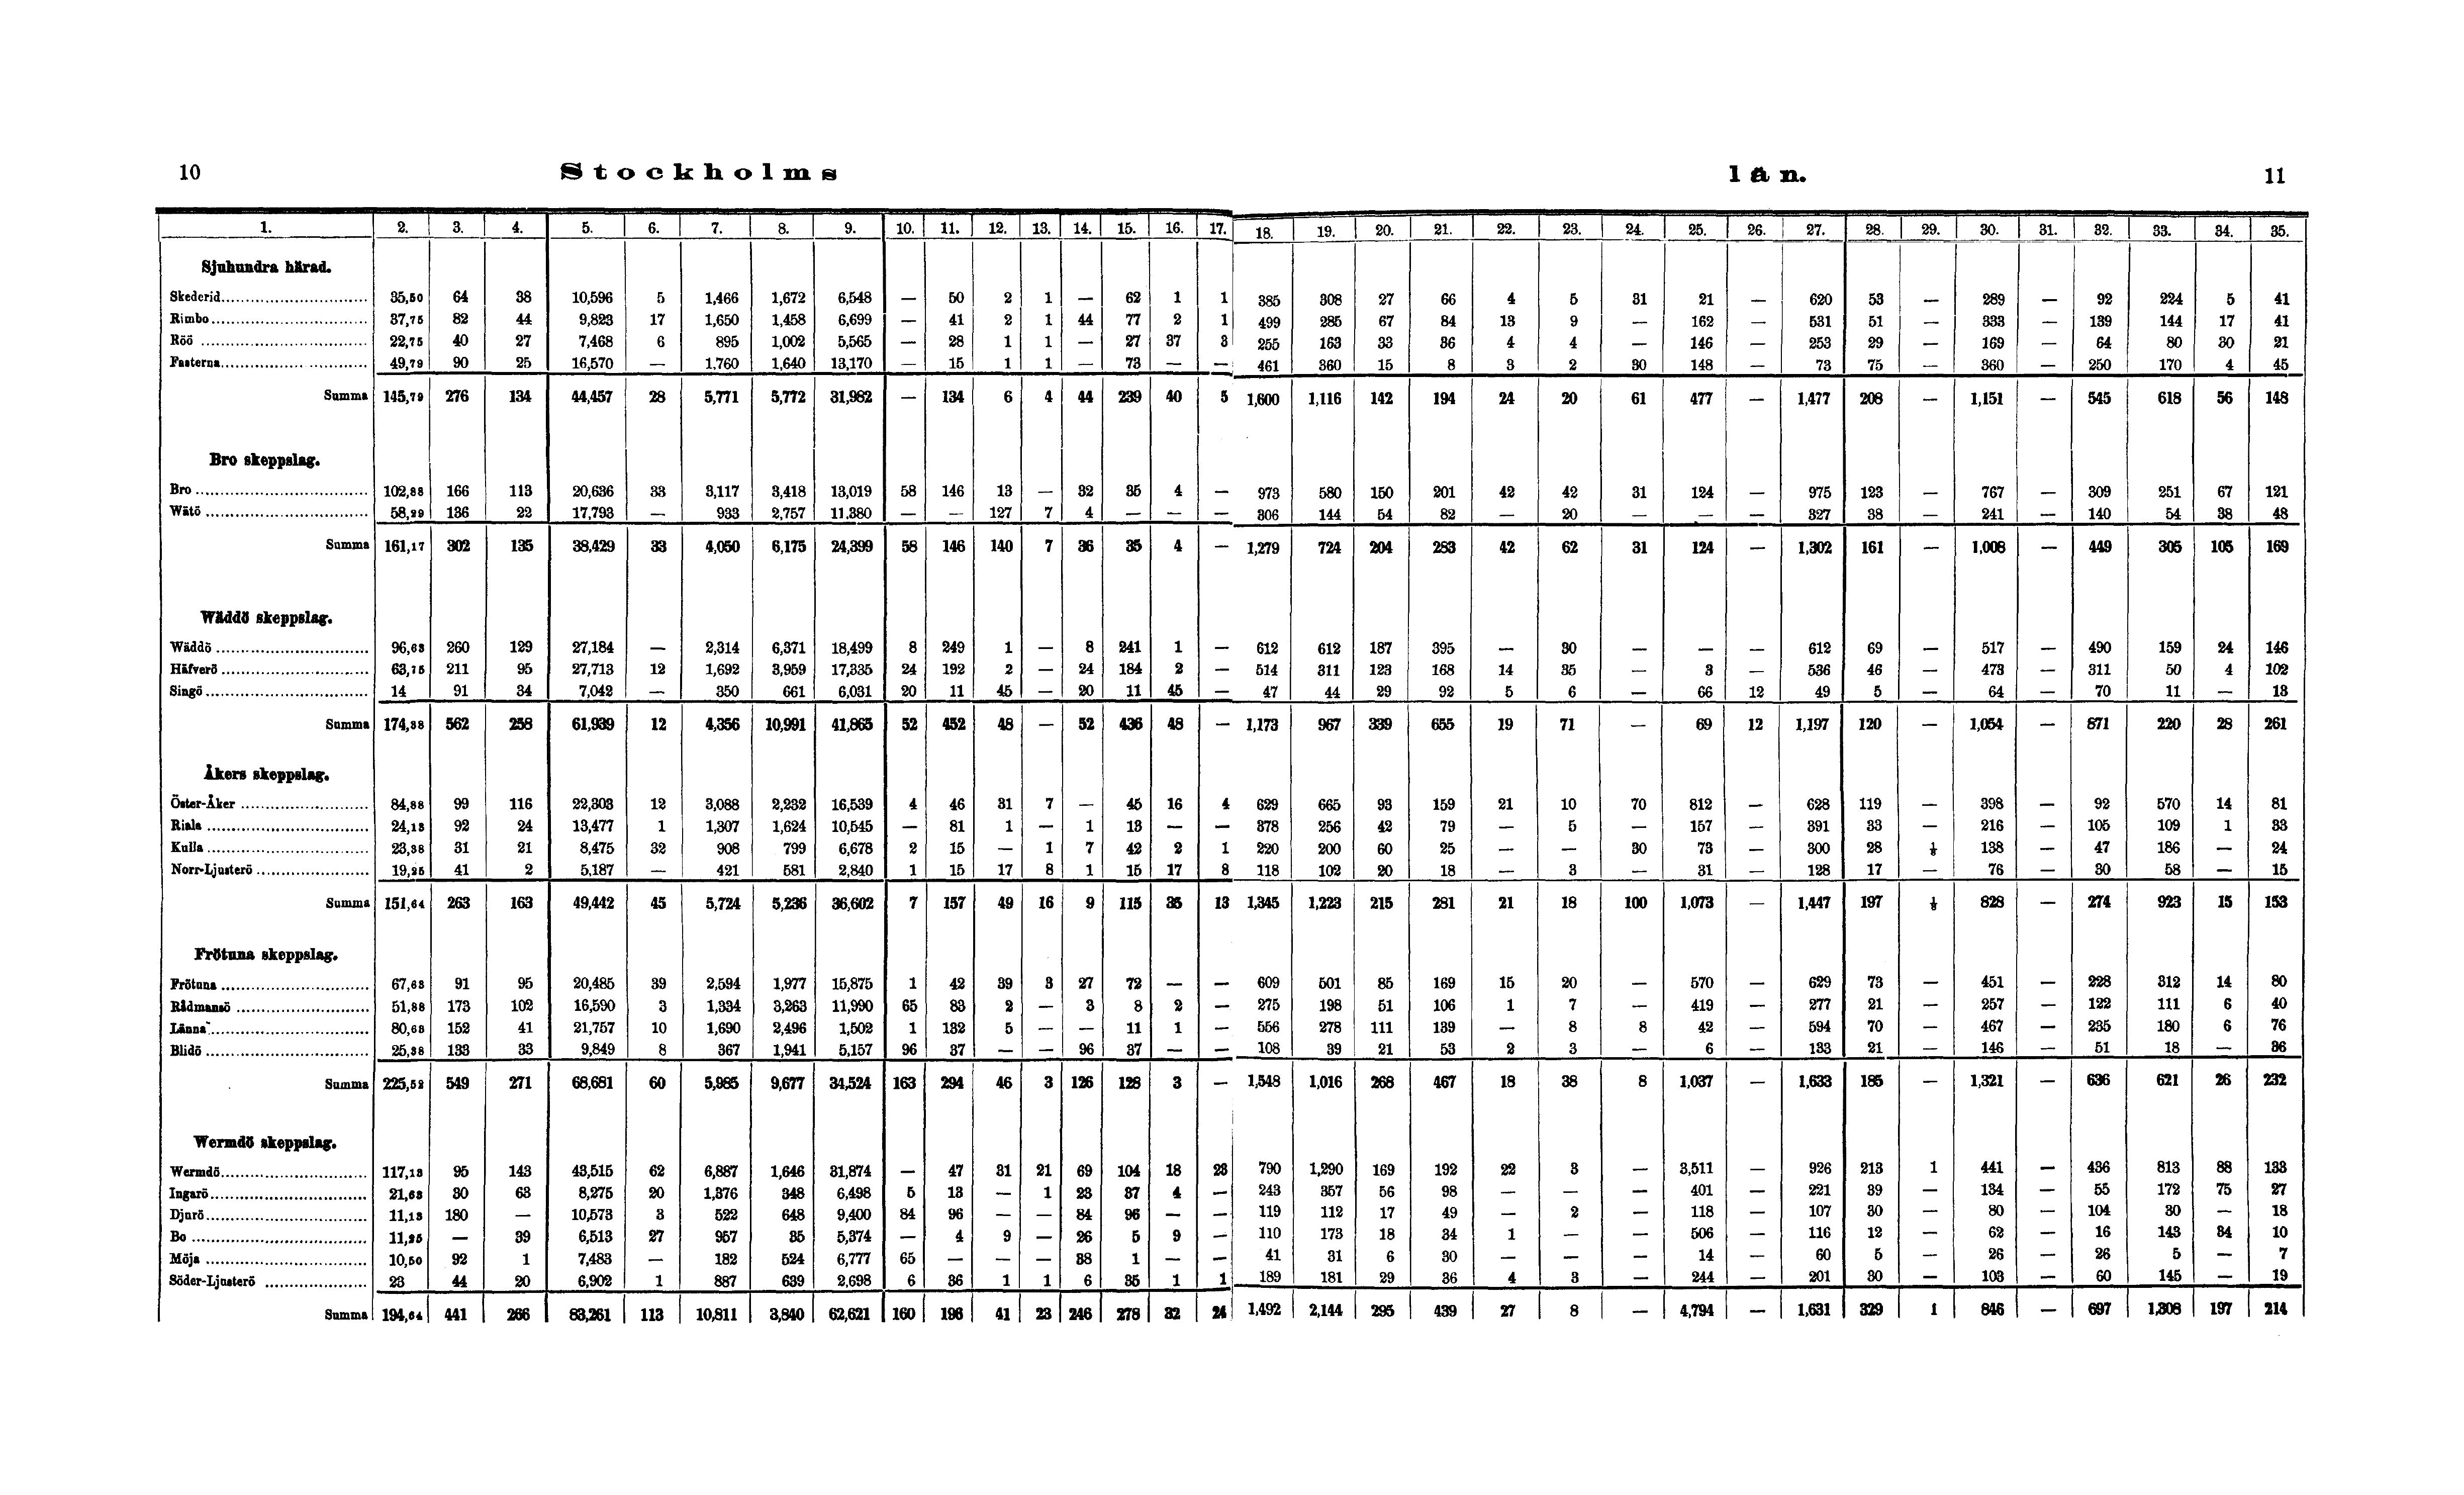 10 Stockholms län. 11
1. 2. 3. 4. 5. 6. 7. 8. 9. 10. 11. 12. 13. 14. 15. 16. 17. 18. 19. 20. 21. 22. 23. 24. 25. 26. 27. 28. 29. 30. 31. 32. 33. 34. 35.
Sjuhundra härad.
Skederid 35,50 64 38 10,596 5 1,466 1,672 6,548 — 50 2 1 — 62 1 1 385 308 27 66 4 5 31 21 — 620 53 — 289 — 92 224 5 41
Rimbo 37,75 82 44 9,823 17 1,650 1,458 6,699 — 41 2 1 44 77 2 1 499 285 67 84 13 9 — 162 — 531 51 — 333 — 139 144 17 41
Röö 22,75 40 27 7,468 6 895 1,002 5,565 — 28 1 1 — 27 37 3 255 163 33 36 4 4 — 146 — 253 29 — 169 — 64 80 30 21
Fasterna 49,79 90 25 16,570 — 1,760 1,640 13,170 — 15 1 1 — 73 — — 461 360 15 8 3 2 30 148 — 73 75 — 360 — 250 170 4 45
Summa 145,79 276 134 44,457 28 5,771 5,772 31,982 — 134 6 4 44 239 40 5 1,600 1,116 142 194 24 20 61 477 — 1,477 208 — 1,151 — 545 618 56 148
Bro skeppslag.
Bro 102,88 166 113 20,636 33 3,117 3,418 13,019 58 146 13 — 32 35 4 — 973 580 150 201 42 42 31 124 — 975 123 — 767 — 309 251 67 121
Wätö 58,29 136 22 17,793 — 933 2,757 11,380 — — 127 7 4 — — — 306 144 54 82 — 20 — — — 327 38 — 241 — 140 54 38 48
Summa 161,17 302 135 38,429 33 4,050 6,175 24,399 58 146 140 7 36 35 4 — 1,279 724 204 283 42 62 31 124 — 1,302 161 — 1,008 — 449 305 105 169
Wäddö skeppslag.
Wäddö 96,63 260 129 27,184 — 2,314 6,371 18,499 8 249 1 — 8 241 1 — 612 612 187 395 — 30 — — — 612 69 — 517 — 490 159 24 146
Häfverö 63,75 211 95 27,713 12 1,692 3,959 17,335 24 192 2 — 24 184 2 — 514 311 123 168 14 35 — 3 — 536 46 — 473 — 311 50 4 102
Singö 14 91 34 7,042 — 350 661 6,031 20 11 45 — 20 11 45 — 47 44 29 92 5 6 — 66 12 49 5 — 64 — 70 11 — 13
Summa 174,38 562 258 61,939 12 4,356 10,991 41,865 52 452 48 — 52 436 48 — 1,173 967 339 655 19 71 — 69 12 1,197 120 — 1,054 — 871 220 28 261
Åkers skeppslag.
Öster-Åker 84,88 99 116 22,303 12 3,088 2,232 16,539 4 46 31 7 — 45 16 4 629 665 93 159 21 10 70 812 — 628 119 — 398 — 92 570 14 81
Riala 24,13 92 24 13,477 1 1,307 1,624 10,545 — 81 1 — 1 13 — — 378 256 42 79 — 5 — 157 — 391 33 — 216 — 105 109 1 33
Kulla 23,38 31 21 8,475 32 908 799 6,678 2 15 — 1 7 42 2 1 220 200 60 25 — — 30 73 — 300 28 138 — 47 186 — 24
Norr-Ljusterö 19,25 41 2 5,187 — 421 581 2,840 1 15 17 8 1 15 17 8 118 102 20 18 — 3 — 31 — 128 17 — 76 — 30 58 — 15
Summa 151,64 263 163 49,442 45 5,724 5,236 36,602 7 157 49 16 9 115 35 13 1,345 1,223 215 281 21 18 100 1,073 — 1,447 197 828 — 274 923 15 153
Frötuna skeppslag.
Frötuna 67,63 91 95 20,485 39 2,594 1,977 15,875 1 42 39 3 27 72 — — 609 501 85 169 15 20 — 570 — 629 73 — 451 — 228 312 14 80
Rådmansö 51,88 173 102 16,590 3 1,334 3,263 11,990 65 83 2 — 3 8 2 — 275 198 51 106 1 7 — 419 — 277 21 — 257 — 122 111 6 40
Länna 80,63 152 41 21,757 10 1,690 2,496 1,502 1 132 5 — — 11 1 — 556 278 111 139 — 8 8 42 — 594 70 — 467 — 235 180 6 76
Blidö 25,38 133 33 9,849 8 367 1,941 5,157 96 37 — — 96 37 — — 108 39 21 53 2 3 — 6 — 133 21 — 146 — 51 18 — 36
Summa 225,52 549 271 68,681 60 5,985 9,677 34,524 163 294 46 3 126 128 3 — 1,548 1,016 268 467 18 38 8 1,037 — 1,633 185 — 1,321 — 636 621 26 232
Wermdö skeppslag.
Wermdö 117,13 95 143 43,515 62 6,887 1,646 31,874 — 47 31 21 69 104 18 23 790 1,290 169 192 22 3 — 3,511 — 926 213 1 441 — 436 813 88 133
Ingarö 21,63 30 63 8,275 20 1,376 348 6,498 5 13 — 1 23 37 4 — 243 357 56 98 — — — 401 — 221 39 — 134 — 55 172 75 27
Djurö 11,13 180 — 10,573 3 522 648 9,400 84 96 — — 84 96 — — 119 112 17 49 — 2 — 118 — 107 30 — 80 — 104 30 — 18
Bo 11,25 — 39 6,513 27 957 35 5,374 — 4 9 — 26 5 9 — 110 173 18 34 1 — — 506 — 116 12 — 62 — 16 143 34 10
Möja 10,50 92 1 7,483 — 182 524 6,777 65 — — — 38 1 — — 41 31 6 30 — — — 14 — 60 5 — 26 — 26 5 — 7
Söder-Ljusterö 23 44 20 6,902 1 887 639 2,698 6 36 1 1 6 35 1 1 189 181 29 36 4 3 — 244 — 201 30 — 103 — 60 145 — 19
Summa 194,64 441 266 83,261 113 10,811 3,840 62,621 160 196 41 23 246 278 32 24 1,492 2,144 295 439 27 8 — 4,794 — 1,631 329 1 846 — 697 1,308 197 214